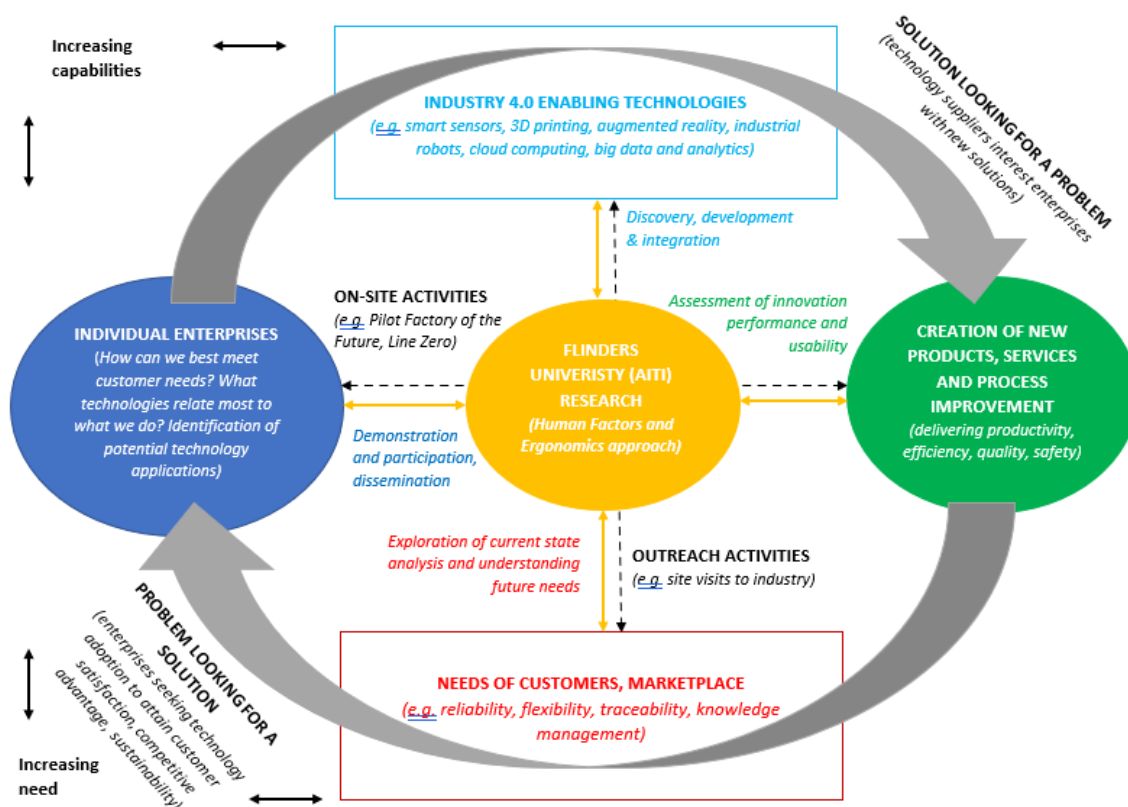 Increasing
capabilities
INDUSTRY 4.0 ENABLING TECHNOLOGIES
(e.g. smart sensors, 3D printing, augmented reality, industrial
robots, cloud computing, big data and analytics)
SOLUTION LOOKING FOR A PROBLEM
(technology suppliers interest enterprises
with new solutions)
Discovery, development
& integration
ON-SITE ACTIVITIES
(e.g. Pilot Factory of the
Future, Line Zero)
Assessment of innovation
performance and
usability
INDIVIDUAL ENTERPRISES
(How can we best meet
customer needs? What
technologies relate most to
what we do? Identification of
potential technology
applications)
FLINDERS
UNIVERISTY (AITI)
RESEARCH
(Human Factors and
Ergonomics approach)
CREATION OF NEW
PRODUCTS, SERVICES
AND PROCESS
IMPROVEMENT
(delivering productivity,
efficiency, quality, safety)
Demonstration
and participation,
dissemination
Exploration of current state
analysis and understanding
future needs
OUTREACH ACTIVITIES
(e.g. site visits to industry)
PROBLEM LOOKING FOR A
SOLUTION
(enterprises seeking technology
adoption to attain customer
satisfaction, competitive
advantage, sustainability)
NEEDS OF CUSTOMERS, MARKETPLACE
(e.g. reliability, flexibility, traceability, knowledge
management)
Increasing
need